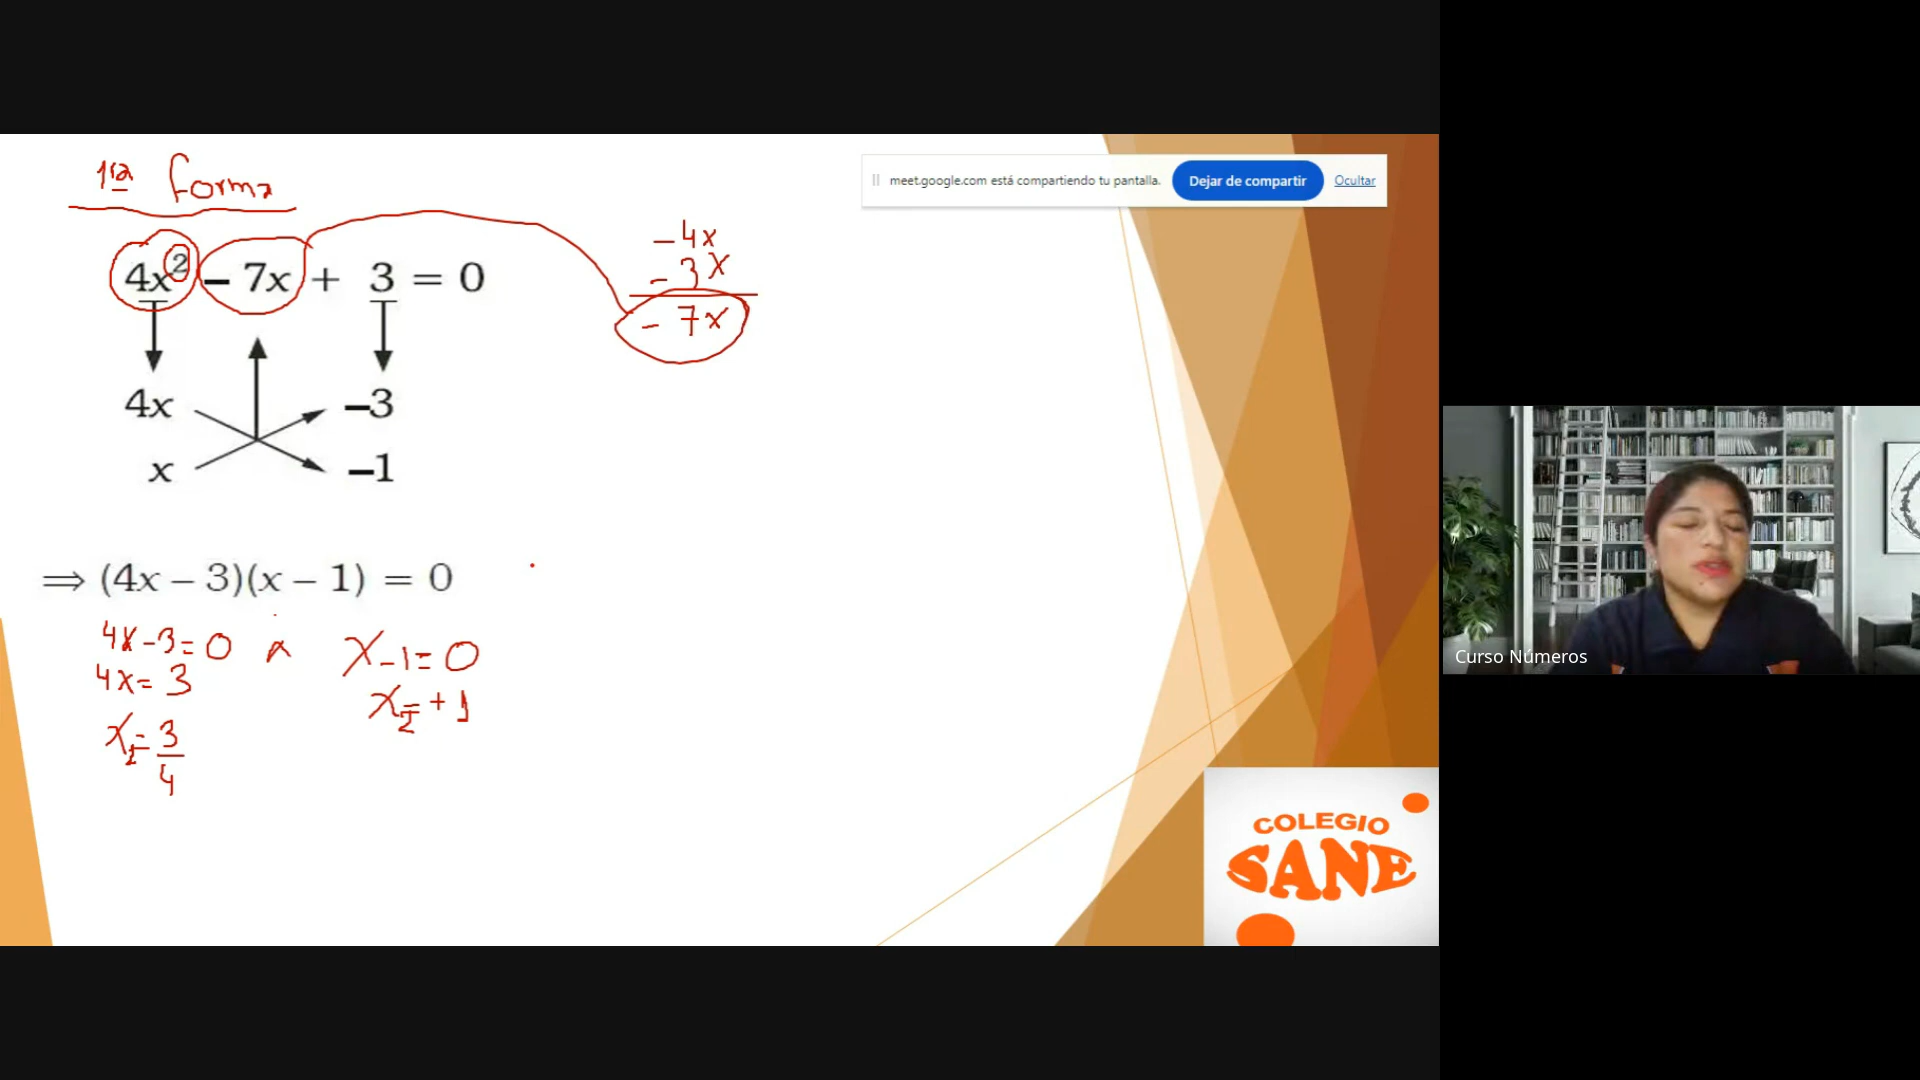 1ra forma
meet.google.com está compartiendo tu pantalla. Dejar de compartir Ocultar
4x² – 7x + 3 = 0
– 4x
– 3x
– 7x
4x –3
x –1
⟹ (4x – 3)(x – 1) = 0
4x – 3 = 0 ∧ x – 1 = 0
4x = 3
x₂ = + 1
x₁ = 3/4
COLEGIO
SANE
Curso Números